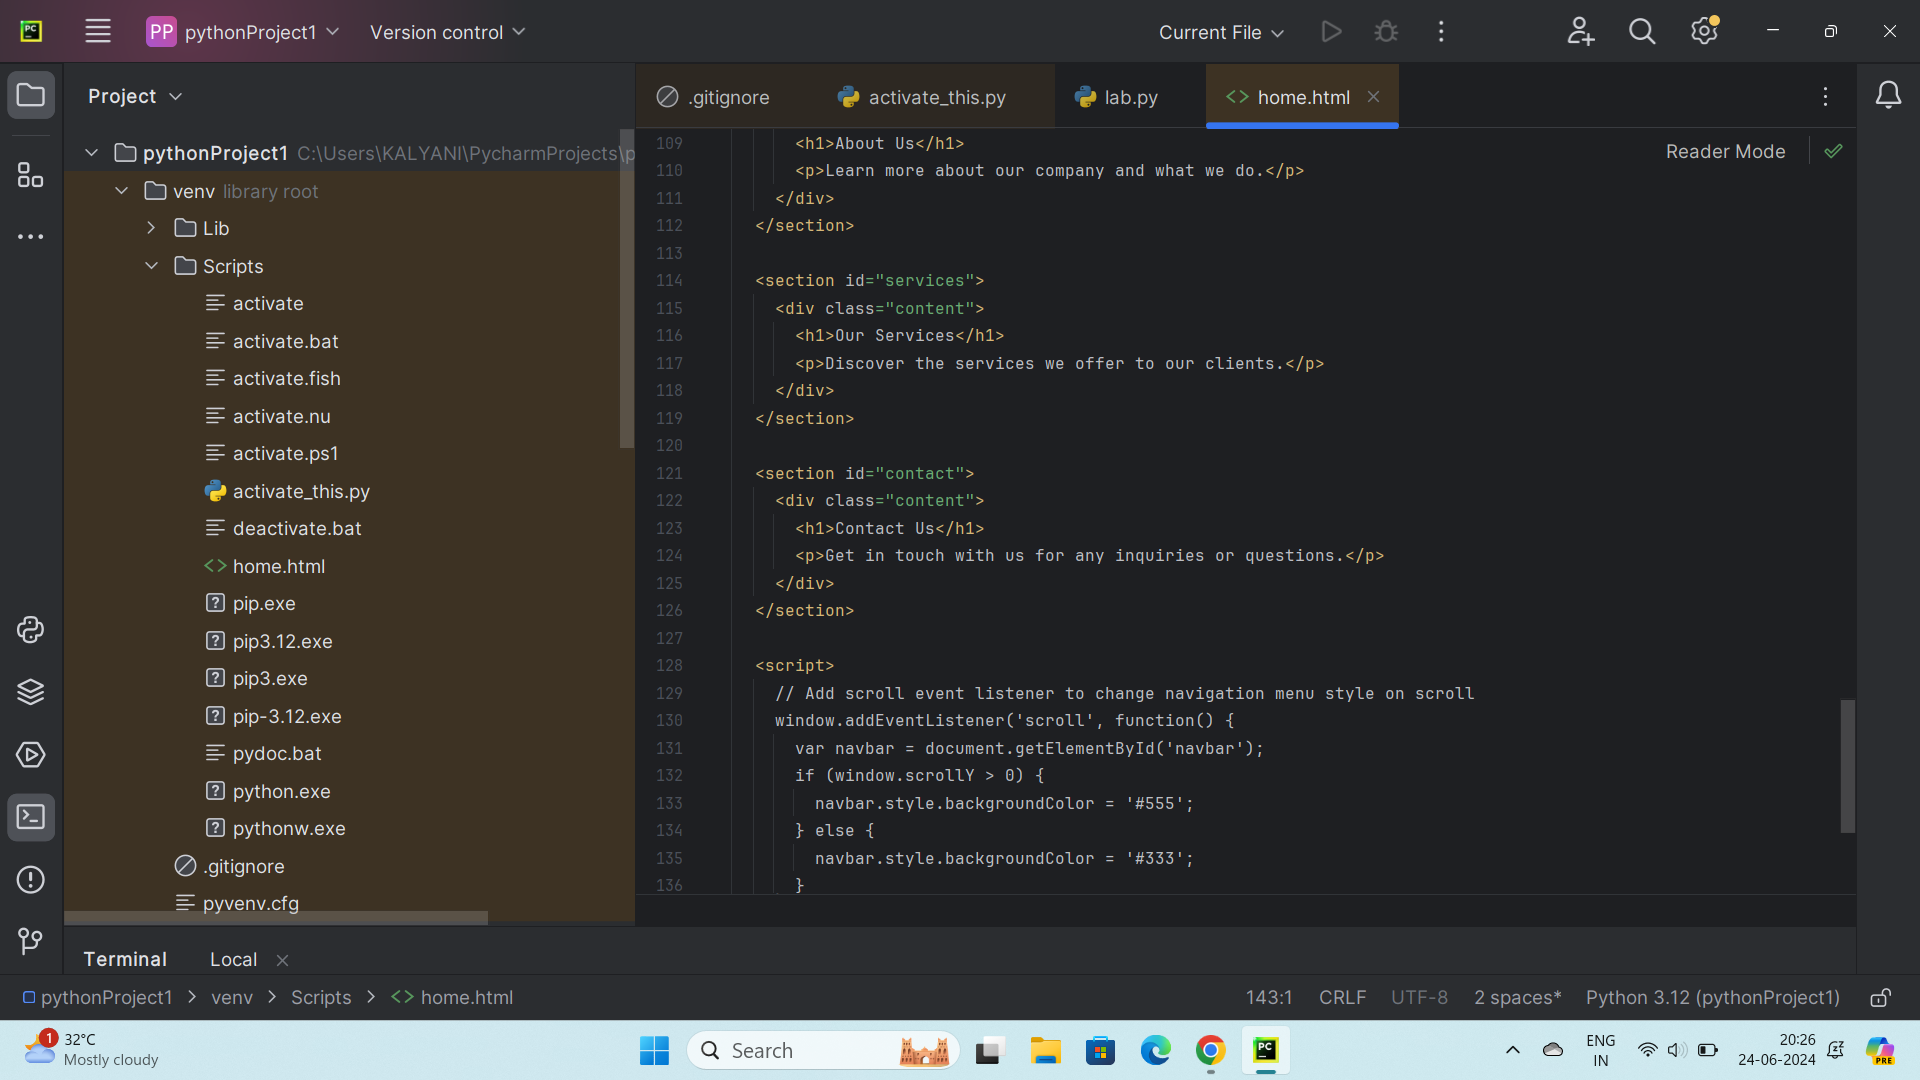 PC
PP pythonProject1
Version control
Current File
Project
.gitignore
activate_this.py
lab.py
<> home.html
Reader Mode
pythonProject1 C:\Users\KALYANI\PycharmProjects\p
venv library root
Lib
Scripts
activate
activate.bat
activate.fish
activate.nu
activate.ps1
activate_this.py
deactivate.bat
<> home.html
pip.exe
pip3.12.exe
pip3.exe
pip-3.12.exe
pydoc.bat
python.exe
pythonw.exe
.gitignore
pyvenv.cfg
109 <h1>About Us</h1>
110 <p>Learn more about our company and what we do.</p>
111 </div>
112 </section>
113
114 <section id="services">
115 <div class="content">
116 <h1>Our Services</h1>
117 <p>Discover the services we offer to our clients.</p>
118 </div>
119 </section>
120
121 <section id="contact">
122 <div class="content">
123 <h1>Contact Us</h1>
124 <p>Get in touch with us for any inquiries or questions.</p>
125 </div>
126 </section>
127
128 <script>
129 // Add scroll event listener to change navigation menu style on scroll
130 window.addEventListener('scroll', function() {
131 var navbar = document.getElementById('navbar');
132 if (window.scrollY > 0) {
133 navbar.style.backgroundColor = '#555';
134 } else {
135 navbar.style.backgroundColor = '#333';
136 }
Terminal Local
pythonProject1 > venv > Scripts > <> home.html
143:1 CRLF UTF-8 2 spaces* Python 3.12 (pythonProject1)
1
32°C
Mostly cloudy
Search
PC
ENG
IN
20:26
24-06-2024
PRE